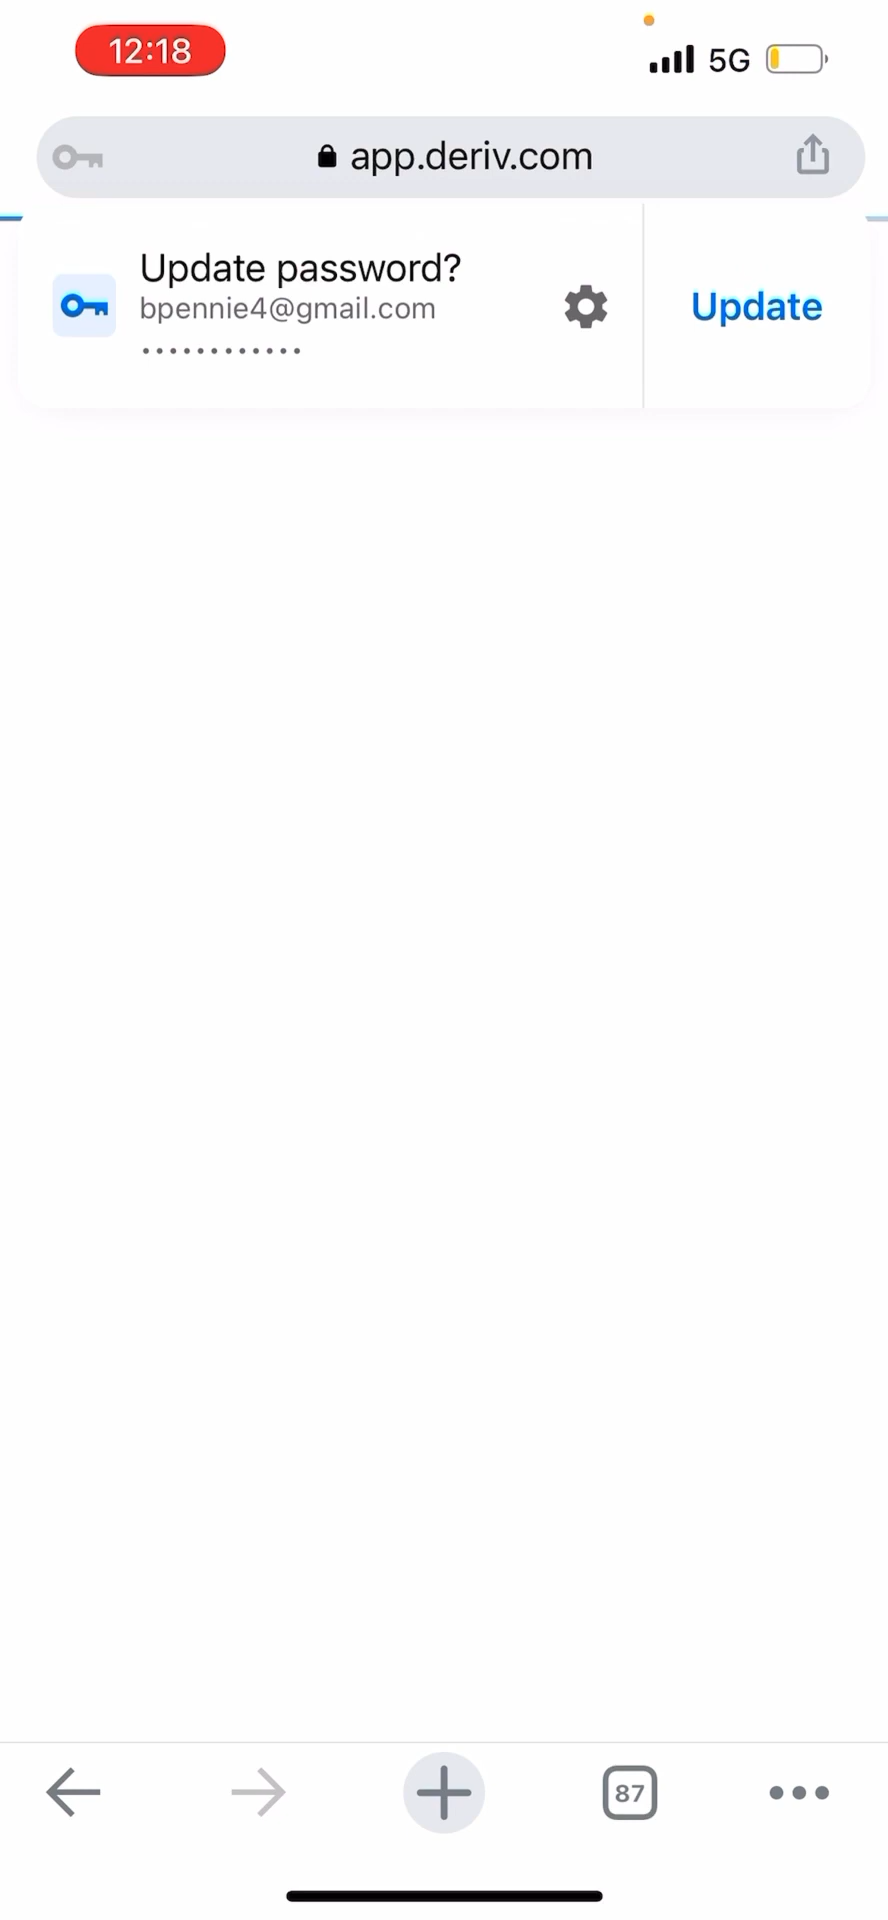 12:18
5G
app.deriv.com
Update password?
bpennie4@gmail.com
••••••••••••
Update
87